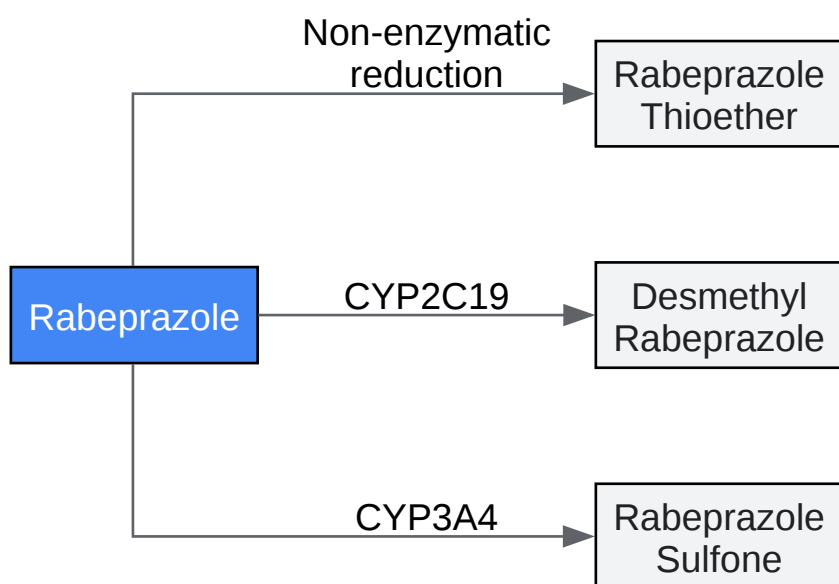 Non-enzymatic
reduction
Rabeprazole
Thioether
Rabeprazole
CYP2C19
Desmethyl
Rabeprazole
CYP3A4
Rabeprazole
Sulfone